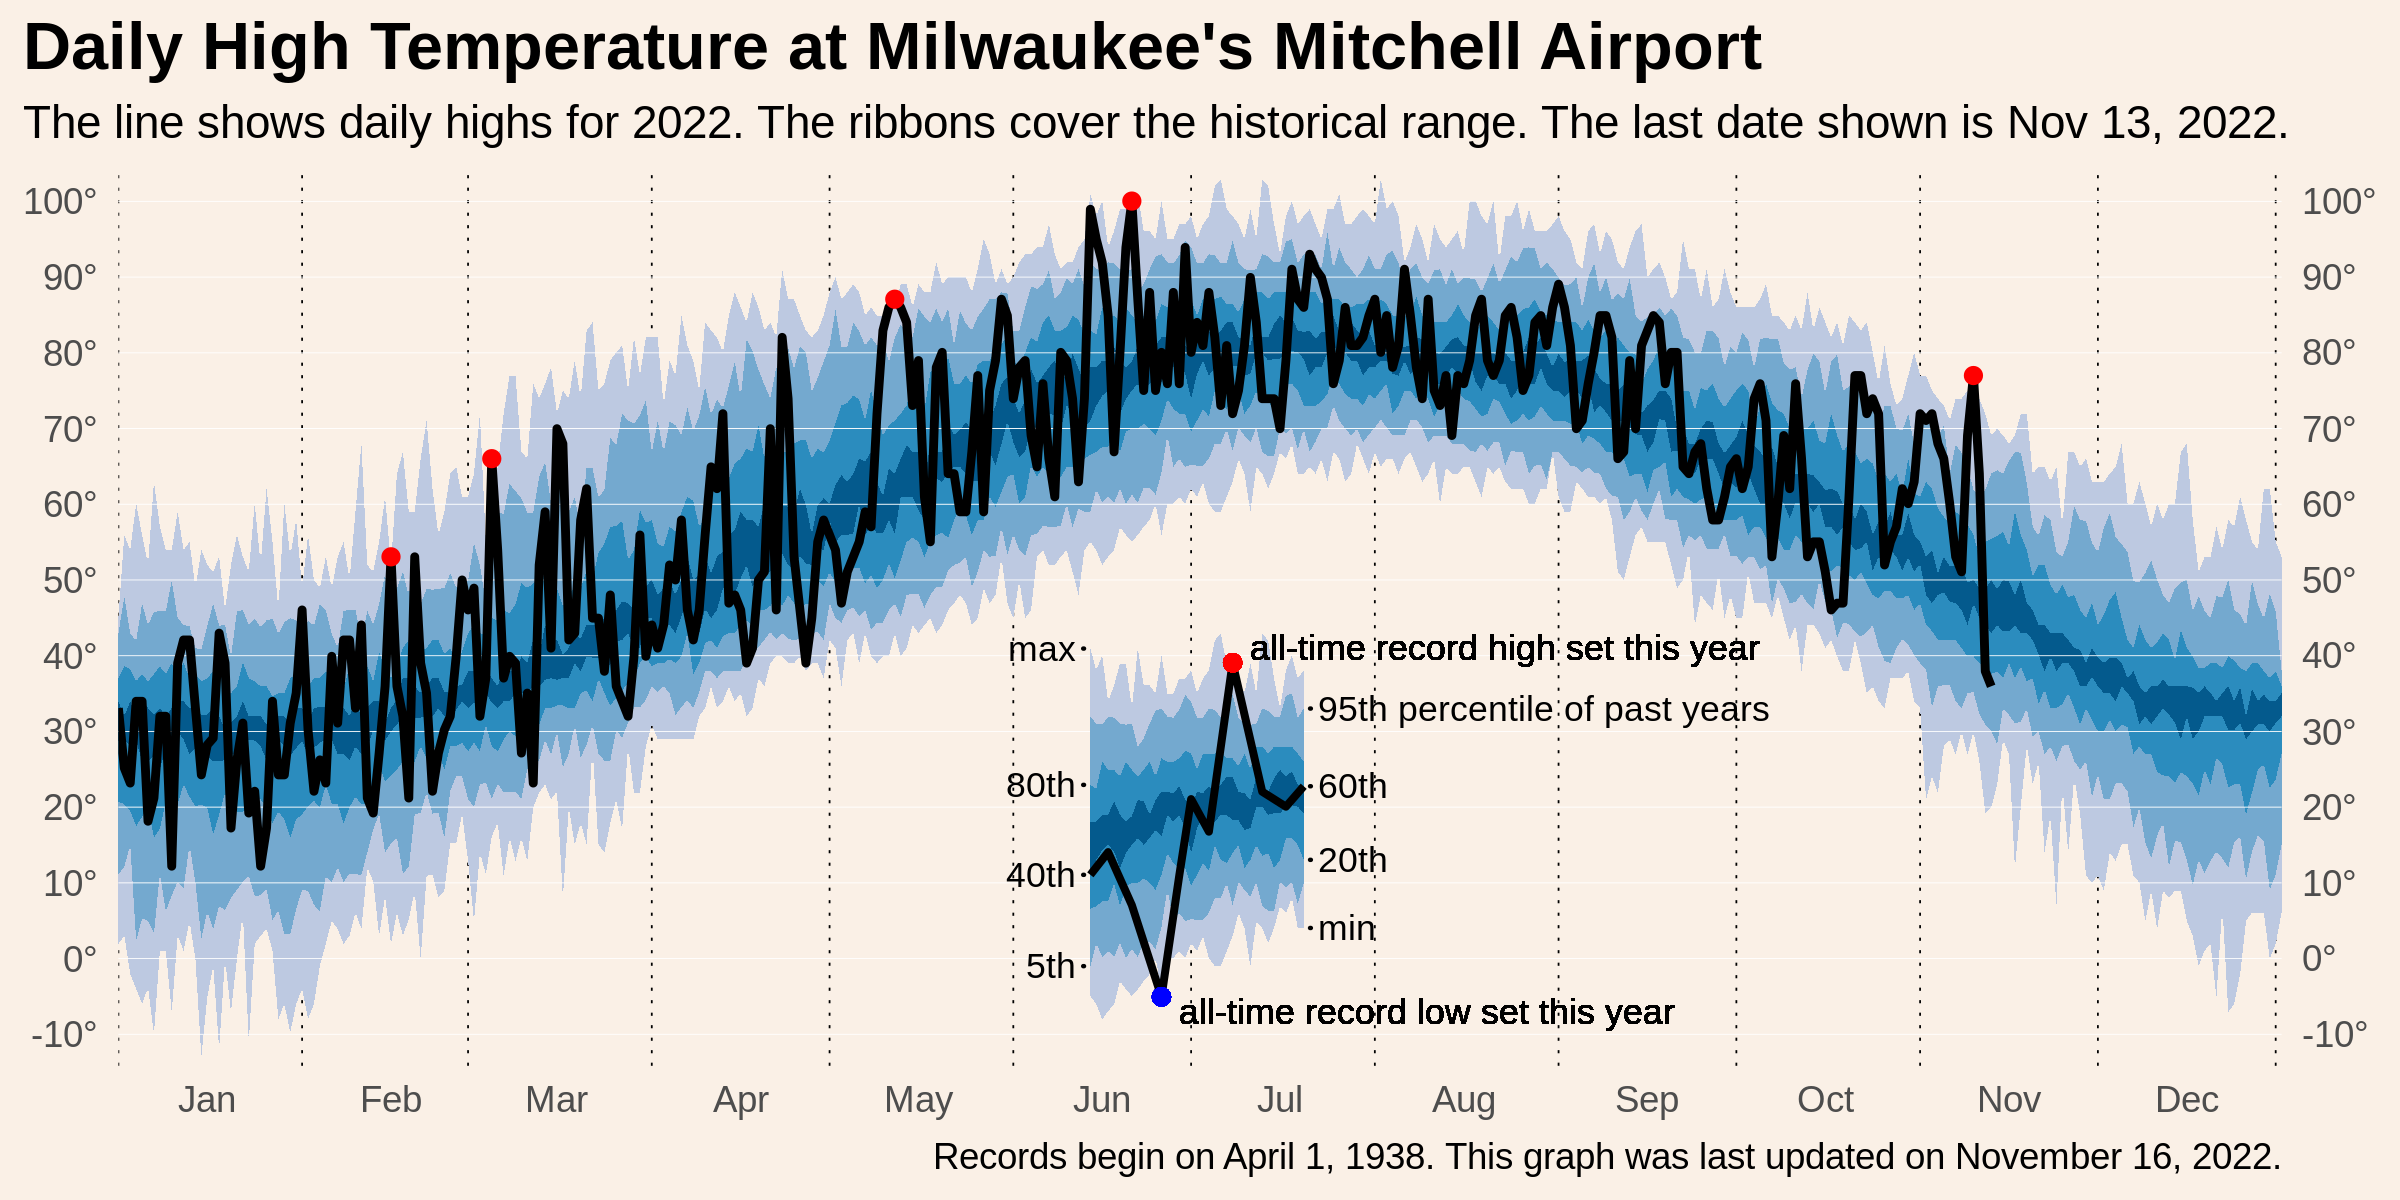 Daily High Temperature at Milwaukee's Mitchell Airport
The line shows daily highs for 2022. The ribbons cover the historical range. The last date shown is Nov 13, 2022.
100° 100°
90° 90°
80° 80°
70° 70°
60° 60°
50° 50°
40° max all-time record high set this year 40°
95th percentile of past years
30° 30°
80th 60th
20° 20°
40th 20th
10° 10°
min
0° 5th 0°
all-time record low set this year
-10° -10°
Jan Feb Mar Apr May Jun Jul Aug Sep Oct Nov Dec
Records begin on April 1, 1938. This graph was last updated on November 16, 2022.